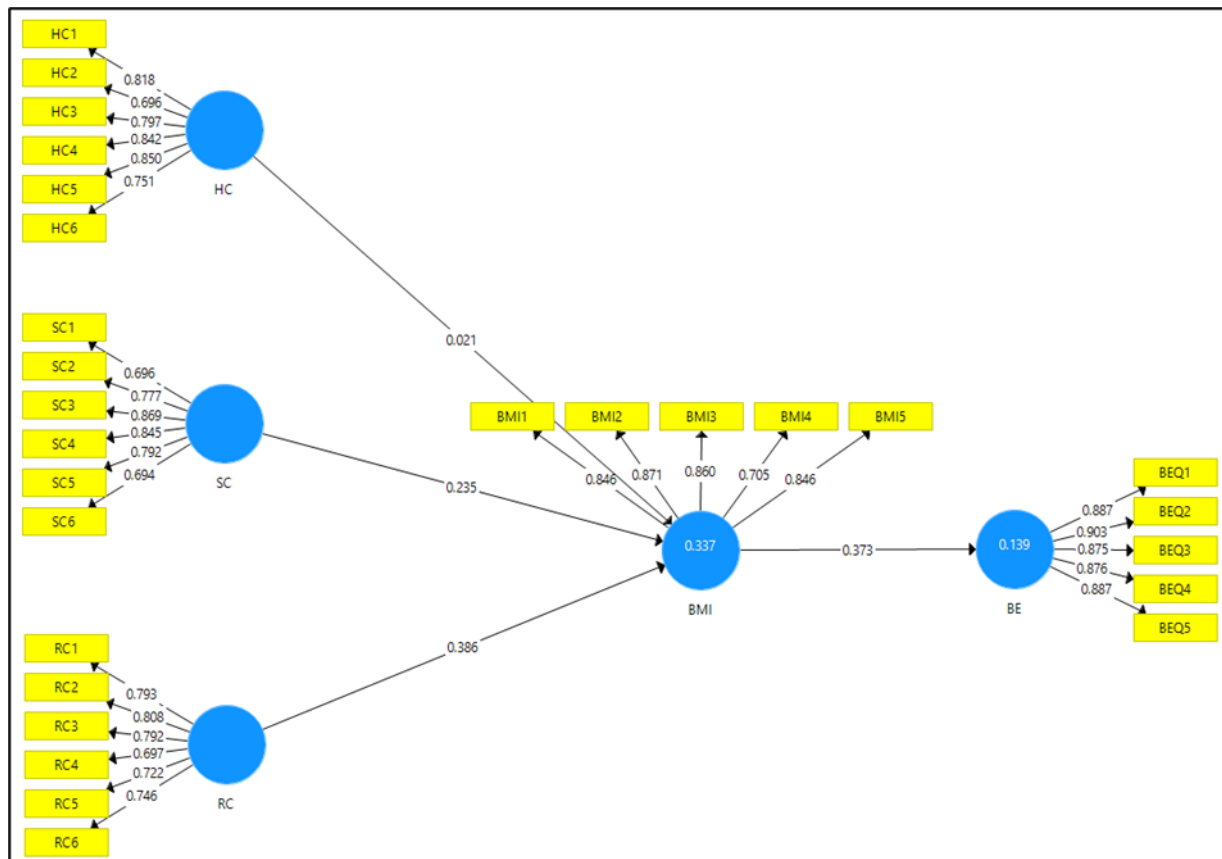 HC1
HC2
HC3
HC4
HC5
HC6
0.818
0.696
0.797
0.842
0.850
0.751
HC
SC1
SC2
SC3
SC4
SC5
SC6
0.696
0.777
0.869
0.845
0.792
0.694
SC
RC1
RC2
RC3
RC4
RC5
RC6
0.793
0.808
0.792
0.697
0.722
0.746
RC
0.021
0.235
0.386
BMI1 BMI2 BMI3 BMI4 BMI5
0.846 0.871 0.860 0.705 0.846
0.337
BMI
0.373
0.139
BE
0.887
0.903
0.875
0.876
0.887
BEQ1
BEQ2
BEQ3
BEQ4
BEQ5